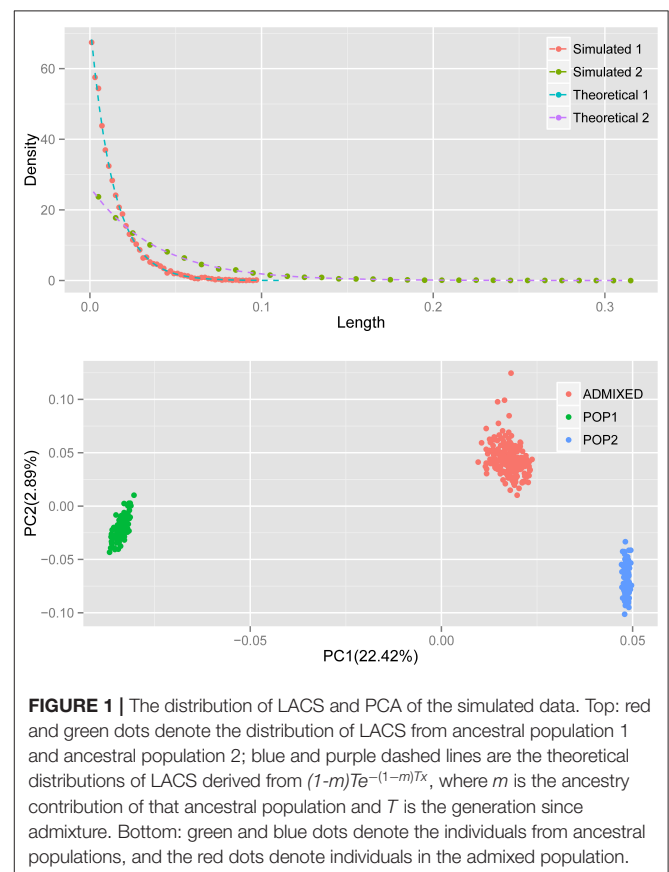 60
40
20
0
Density
0.0
0.1
0.2
0.3
Length
Simulated 1
Simulated 2
Theoretical 1
Theoretical 2
0.10
0.05
0.00
−0.05
−0.10
PC2(2.89%)
−0.05
0.00
0.05
PC1(22.42%)
ADMIXED
POP1
POP2
FIGURE 1 | The distribution of LACS and PCA of the simulated data. Top: red
and green dots denote the distribution of LACS from ancestral population 1
and ancestral population 2; blue and purple dashed lines are the theoretical
distributions of LACS derived from (1-m)Te−(1−m)Tx, where m is the ancestry
contribution of that ancestral population and T is the generation since
admixture. Bottom: green and blue dots denote the individuals from ancestral
populations, and the red dots denote individuals in the admixed population.